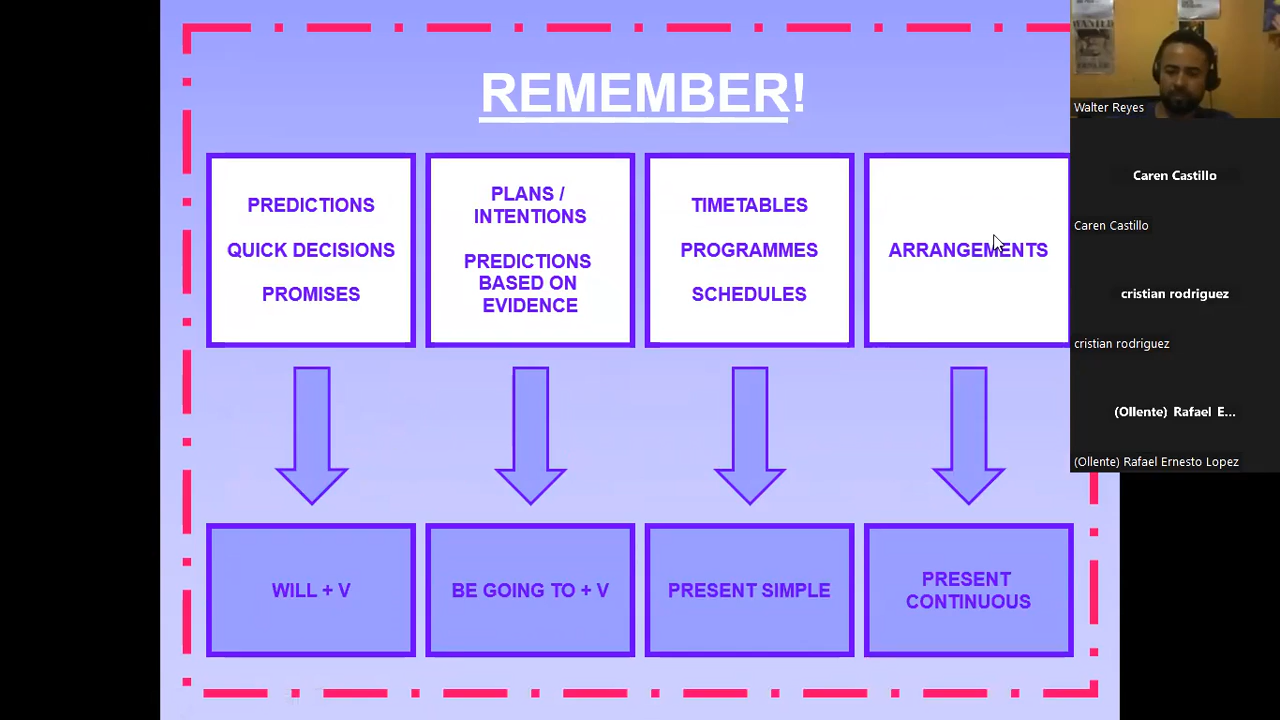 REMEMBER!
PREDICTIONS
QUICK DECISIONS
PROMISES
PLANS /
INTENTIONS
PREDICTIONS
BASED ON
EVIDENCE
TIMETABLES
PROGRAMMES
SCHEDULES
ARRANGEMENTS
WILL + V
BE GOING TO + V
PRESENT SIMPLE
PRESENT
CONTINUOUS
WANTED
Walter Reyes
Caren Castillo
Caren Castillo
cristian rodriguez
cristian rodriguez
(Ollente) Rafael E...
(Ollente) Rafael Ernesto Lopez